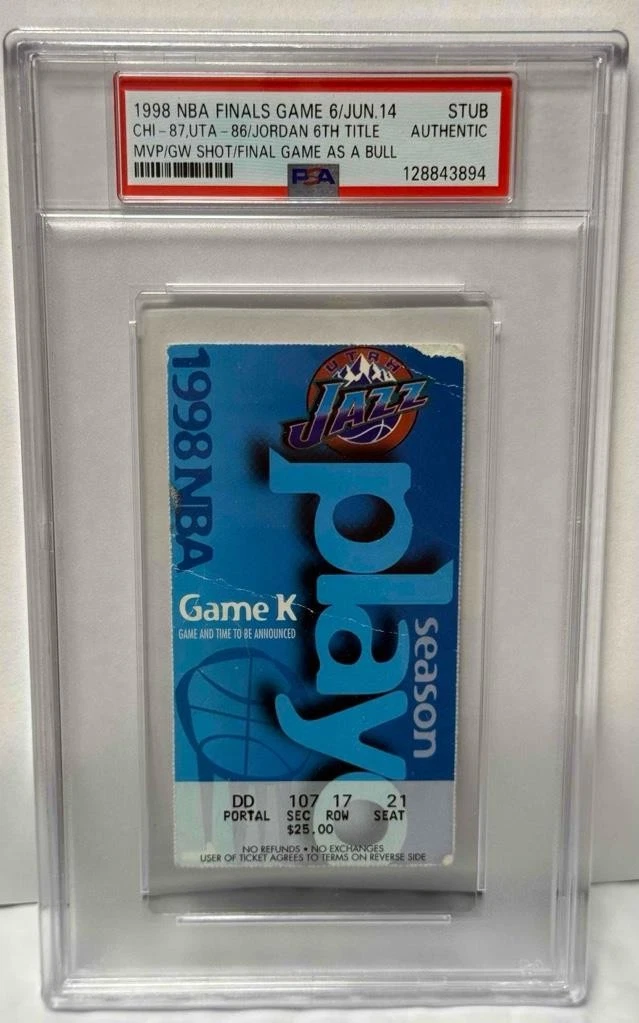 1998 NBA FINALS GAME 6/JUN.14 STUB
CHI-87,UTA-86/JORDAN 6TH TITLE AUTHENTIC
MVP/GW SHOT/FINAL GAME AS A BULL
PSA 128843894
1998 NBA
UTAH
JAZZ
playo
season
Game K
GAME AND TIME TO BE ANNOUNCED
DD 107 17 21
PORTAL SEC ROW SEAT
$25.00
NO REFUNDS • NO EXCHANGES
USER OF TICKET AGREES TO TERMS ON REVERSE SIDE